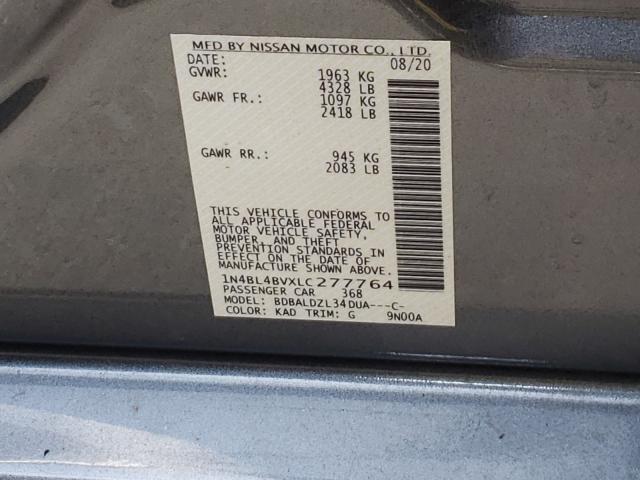 MFD BY NISSAN MOTOR CO., LTD.
DATE: 08/20
GVWR: 1963 KG
4328 LB
GAWR FR.: 1097 KG
2418 LB
GAWR RR.: 945 KG
2083 LB
THIS VEHICLE CONFORMS TO
ALL APPLICABLE FEDERAL
MOTOR VEHICLE SAFETY,
BUMPER, AND THEFT
PREVENTION STANDARDS IN
EFFECT ON THE DATE OF
MANUFACTURE SHOWN ABOVE.
1N4BL4BVXLC277764
PASSENGER CAR 368
MODEL: BDBALDZL34DUA---C-
COLOR: KAD TRIM: G 9N00A